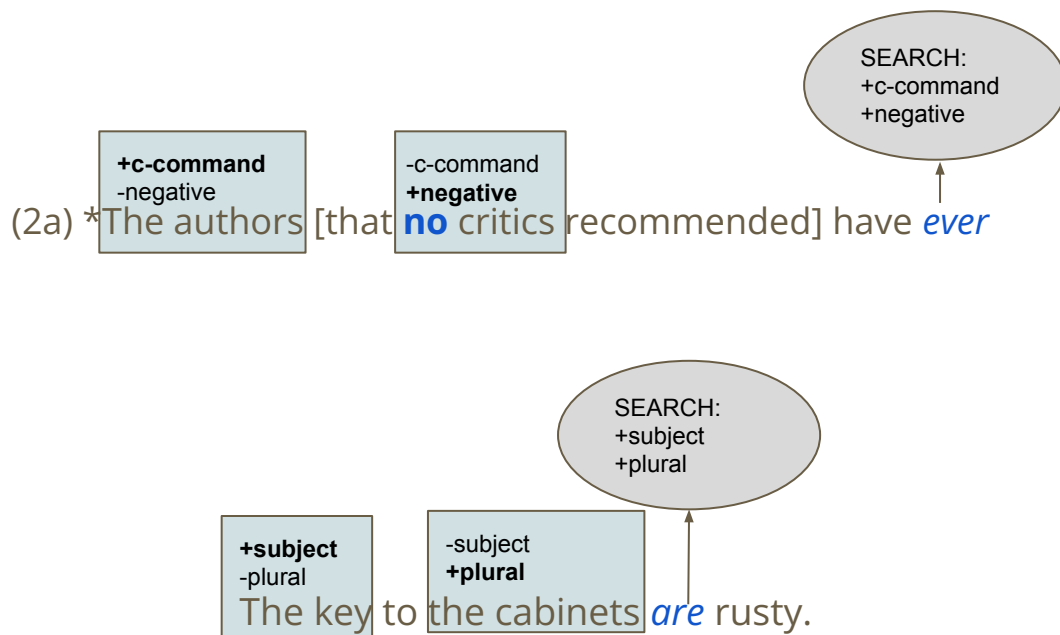 SEARCH:
+c-command
+negative
+c-command
-negative
-c-command
+negative
(2a) *The authors [that no critics recommended] have ever
SEARCH:
+subject
+plural
+subject
-plural
-subject
+plural
The key to the cabinets are rusty.